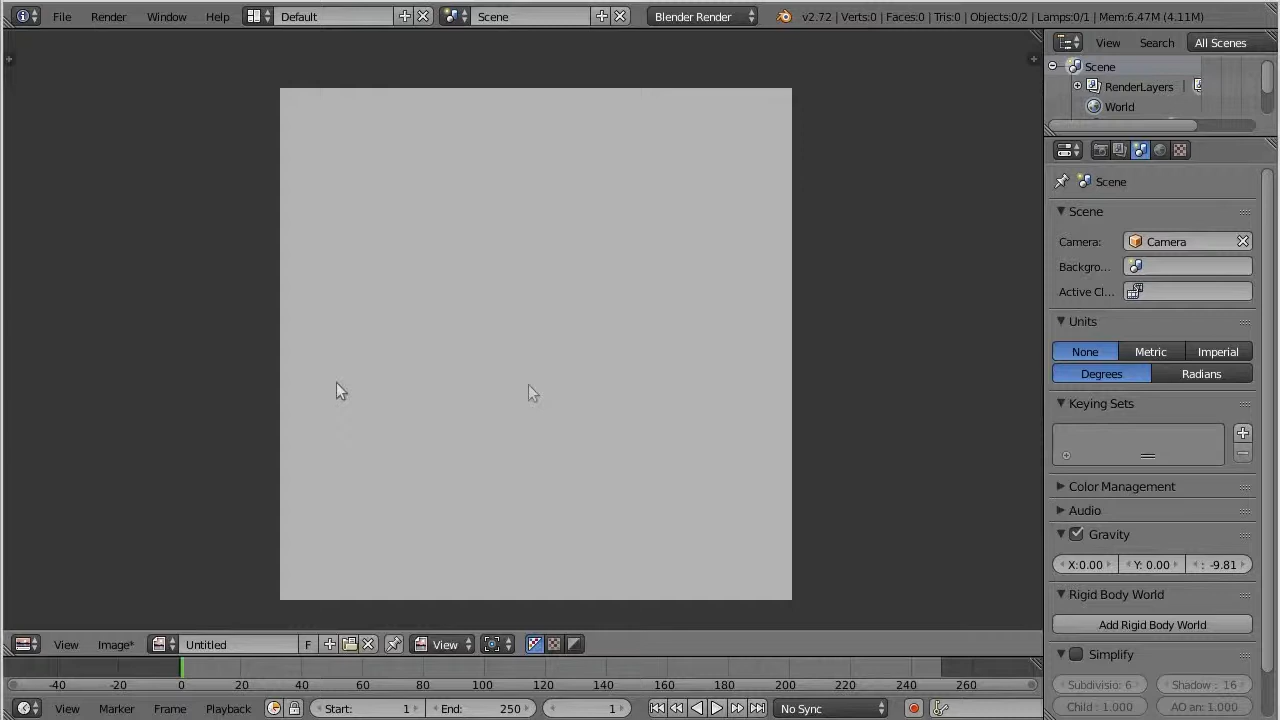 File Render Window Help Default Scene Blender Render v2.72 | Verts:0 | Faces:0 | Tris:0 | Objects:0/2 | Lamps:0/1 | Mem:6.47M (4.11M)
View Search All Scenes
Scene
RenderLayers
World
Scene
Scene
Camera: Camera
Backgro...
Active Cl...
Units
None Metric Imperial
Degrees Radians
Keying Sets
Color Management
Audio
Gravity
X:0.00 Y: 0.00 : -9.81
Rigid Body World
Add Rigid Body World
Simplify
Subdivisio: 6 Shadow : 16
Child : 1.000 AO an: 1.000
View Image* Untitled F View
-40 -20 0 20 40 60 80 100 120 140 160 180 200 220 240 260
View Marker Frame Playback Start: 1 End: 250 1 No Sync